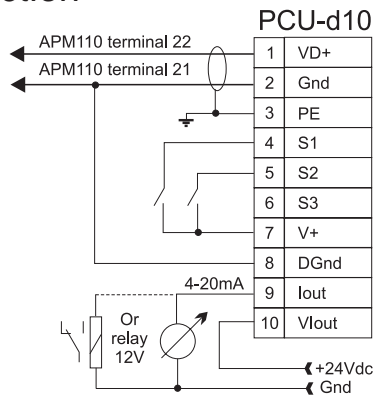 PCU-d10
APM110 terminal 22
1 VD+
APM110 terminal 21
2 Gnd
3 PE
4 S1
5 S2
6 S3
7 V+
8 DGnd
4-20mA
9 Iout
10 VIout
Or
relay
12V
+24Vdc
Gnd